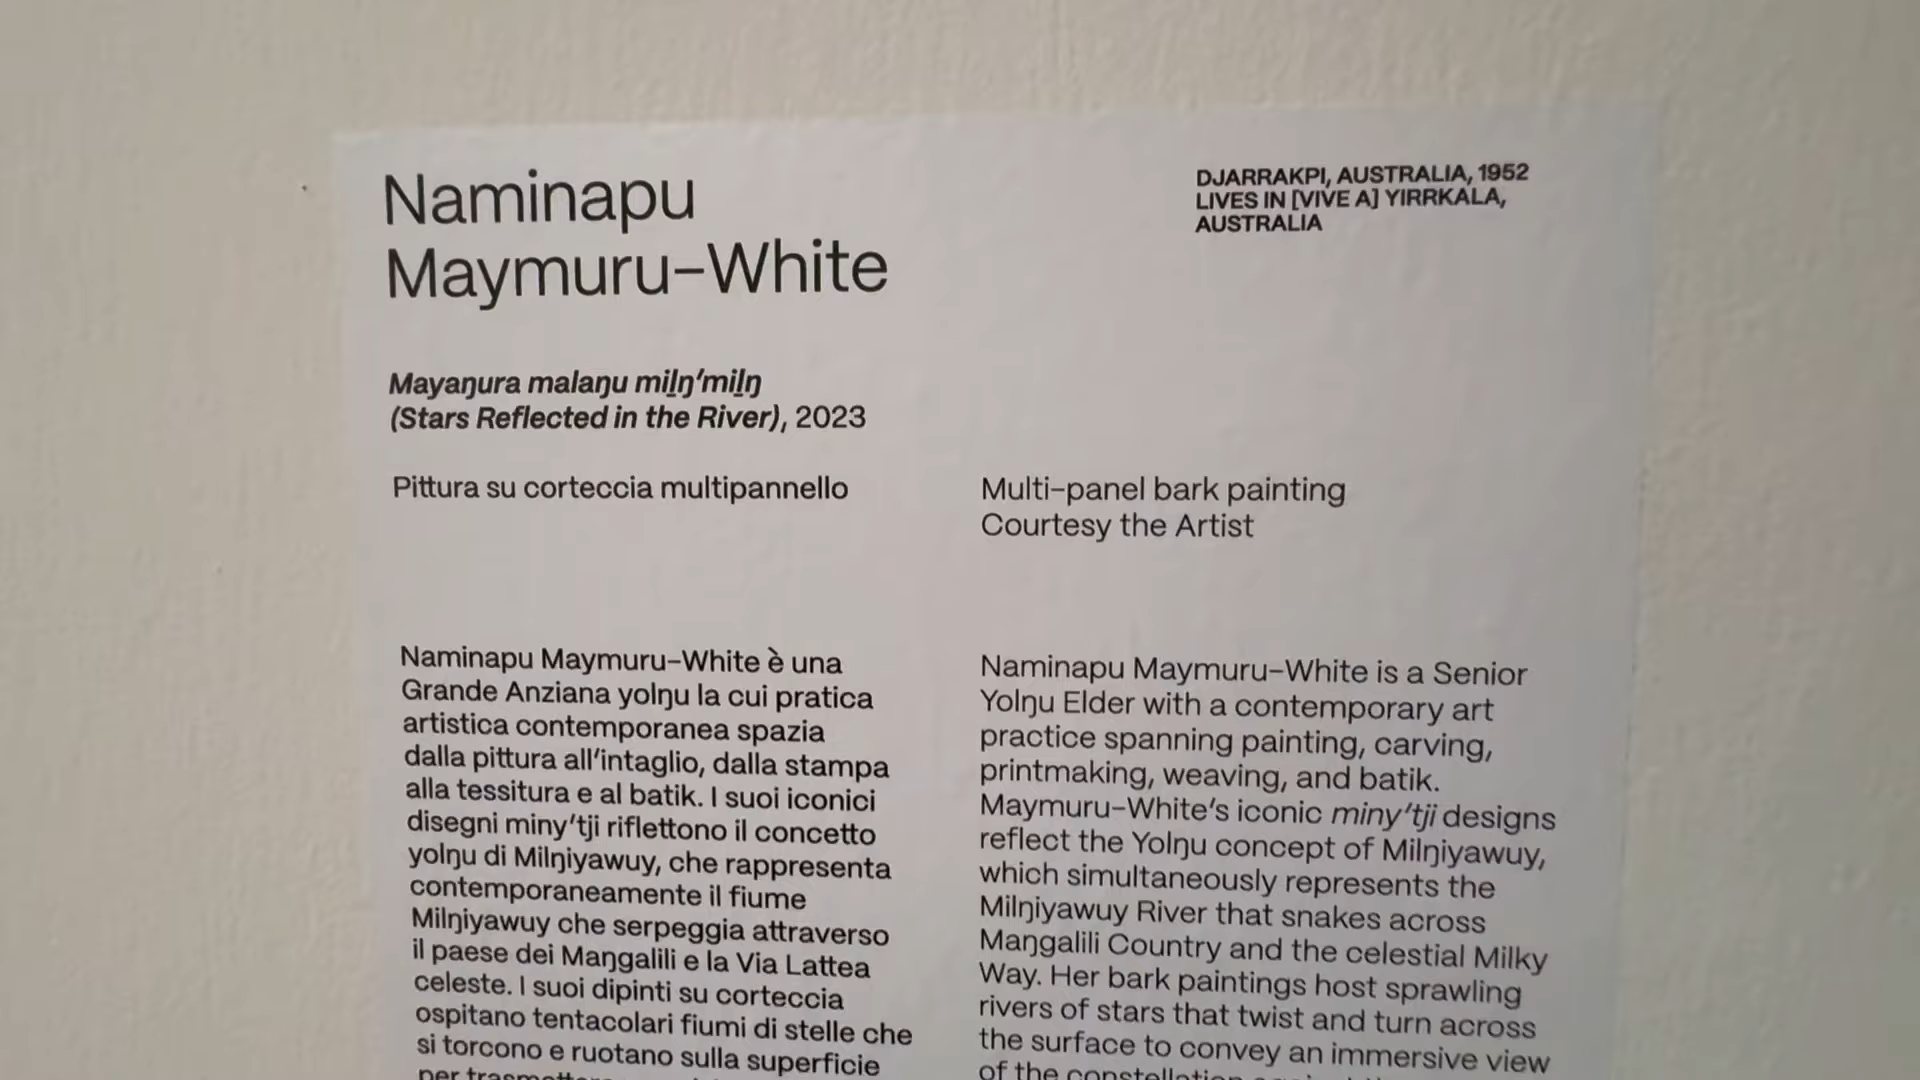 Naminapu
Maymuru–White
DJARRAKPI, AUSTRALIA, 1952
LIVES IN [VIVE A] YIRRKALA,
AUSTRALIA
Mayaŋura malaŋu miḻŋ’miḻŋ
(Stars Reflected in the River), 2023
Pittura su corteccia multipannello
Multi–panel bark painting
Courtesy the Artist
Naminapu Maymuru–White è una
Grande Anziana yolŋu la cui pratica
artistica contemporanea spazia
dalla pittura all’intaglio, dalla stampa
alla tessitura e al batik. I suoi iconici
disegni miny’tji riflettono il concetto
yolŋu di Milŋiyawuy, che rappresenta
contemporaneamente il fiume
Milŋiyawuy che serpeggia attraverso
il paese dei Maŋgalili e la Via Lattea
celeste. I suoi dipinti su corteccia
ospitano tentacolari fiumi di stelle che
si torcono e ruotano sulla superficie
per
Naminapu Maymuru–White is a Senior
Yolŋu Elder with a contemporary art
practice spanning painting, carving,
printmaking, weaving, and batik.
Maymuru–White’s iconic miny’tji designs
reflect the Yolŋu concept of Milŋiyawuy,
which simultaneously represents the
Milŋiyawuy River that snakes across
Maŋgalili Country and the celestial Milky
Way. Her bark paintings host sprawling
rivers of stars that twist and turn across
the surface to convey an immersive view
of the constellation